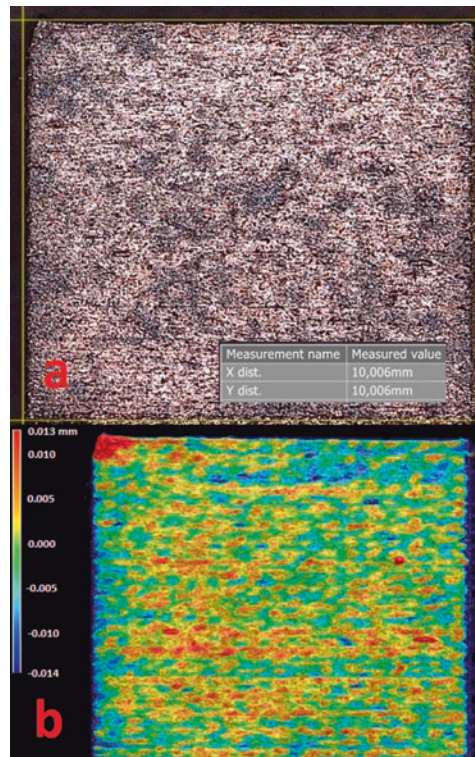 Measurement name Measured value
X dist. 10,006mm
Y dist. 10,006mm
a
0.013 mm
0.010
0.005
0.000
-0.005
-0.010
-0.014
b